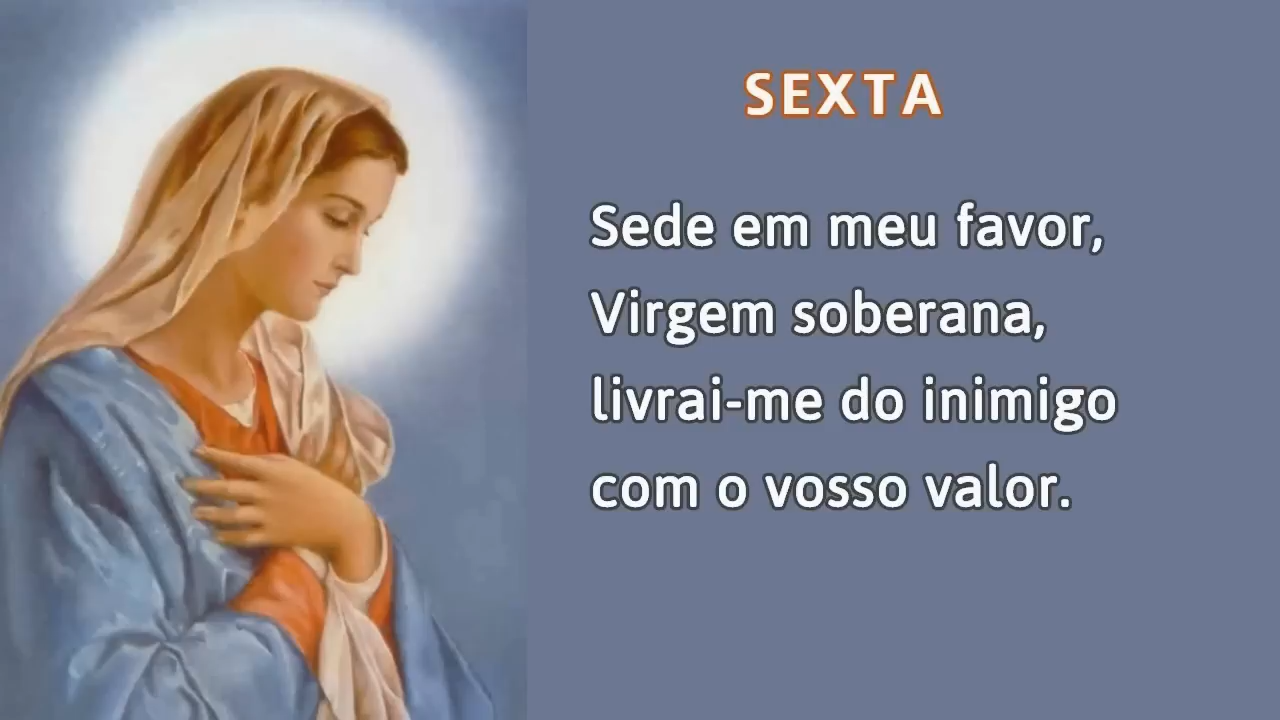 SEXTA
Sede em meu favor,
Virgem soberana,
livrai-me do inimigo
com o vosso valor.